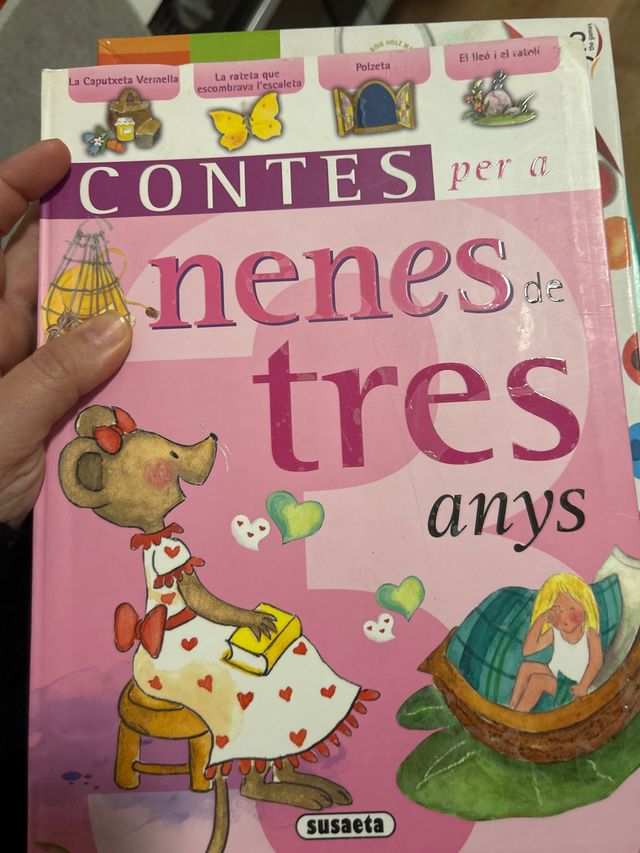 La Caputxeta Vermella
La rateta que
escombrava l'escaleta
Polzeta
El lleó i el ratolí
CONTES per a
nenes de
tres
anys
susaeta